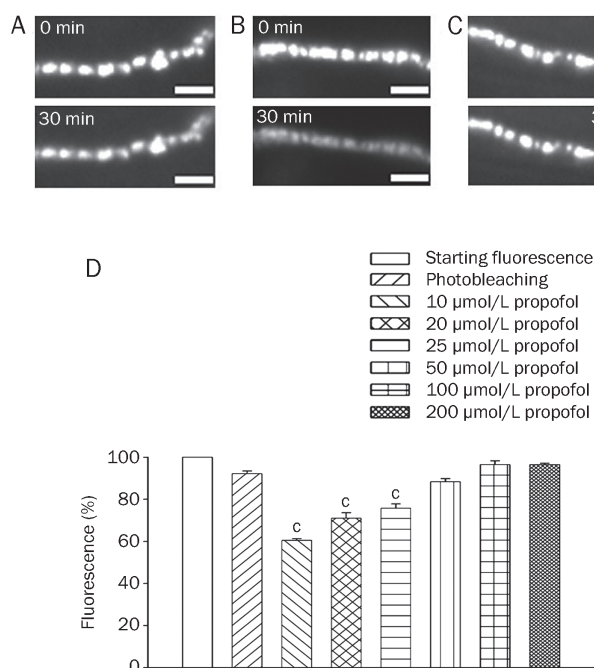 A
0 min
30 min
B
0 min
30 min
C
D
Starting fluorescence
Photobleaching
10 µmol/L propofol
20 µmol/L propofol
25 µmol/L propofol
50 µmol/L propofol
100 µmol/L propofol
200 µmol/L propofol
Fluorescence (%)
100
80
60
40
20
0
c
c
c